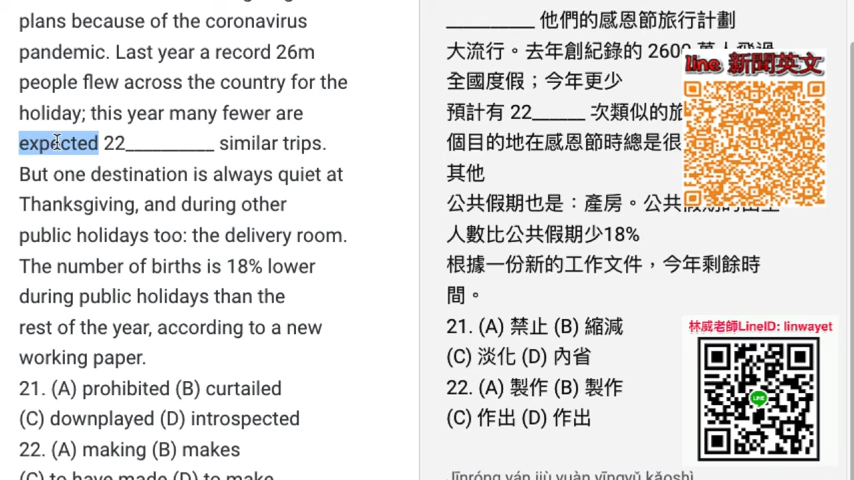 plans because of the coronavirus
pandemic. Last year a record 26m
people flew across the country for the
holiday; this year many fewer are
expected 22__________ similar trips.
But one destination is always quiet at
Thanksgiving, and during other
public holidays too: the delivery room.
The number of births is 18% lower
during public holidays than the
rest of the year, according to a new
working paper.
21. (A) prohibited (B) curtailed
(C) downplayed (D) introspected
22. (A) making (B) makes
(C) to have made (D) to make
__________ 他們的感恩節旅行計劃
大流行。去年創紀錄的 2600
全國度假；今年更少
預計有 22______ 次類似的旅
個目的地在感恩節時總是很
其他
公共假期也是：產房。公共
人數比公共假期少18%
根據一份新的工作文件，今年剩餘時
間。
21. (A) 禁止 (B) 縮減
(C) 淡化 (D) 內省
22. (A) 製作 (B) 製作
(C) 作出 (D) 作出
line 新聞英文
林威老師LineID: linwayet
LINE